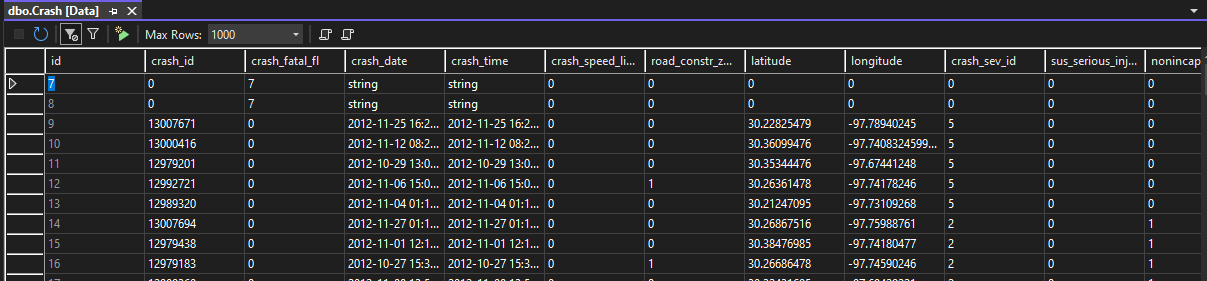 dbo.Crash [Data]
Max Rows: 1000
id crash_id crash_fatal_fl crash_date crash_time crash_speed_li... road_constr_z... latitude longitude crash_sev_id sus_serious_inj... nonincap
7 0 7 string string 0 0 0 0 0 0 0
8 0 7 string string 0 0 0 0 0 0 0
9 13007671 0 2012-11-25 16:2... 2012-11-25 16:2... 0 0 30.22825479 -97.78940245 5 0 0
10 13000416 0 2012-11-12 08:2... 2012-11-12 08:2... 0 0 30.36099476 -97.7408324599... 5 0 0
11 12979201 0 2012-10-29 13:0... 2012-10-29 13:0... 0 0 30.35344476 -97.67441248 5 0 0
12 12992721 0 2012-11-06 15:0... 2012-11-06 15:0... 0 1 30.26361478 -97.74178246 5 0 0
13 12989320 0 2012-11-04 01:1... 2012-11-04 01:1... 0 0 30.21247095 -97.73109268 5 0 0
14 13007694 0 2012-11-27 01:1... 2012-11-27 01:1... 0 0 30.26867516 -97.75988761 2 0 1
15 12979438 0 2012-11-01 12:1... 2012-11-01 12:1... 0 0 30.38476985 -97.74180477 2 0 1
16 12979183 0 2012-10-27 15:3... 2012-10-27 15:3... 0 1 30.26686478 -97.74590246 2 0 1